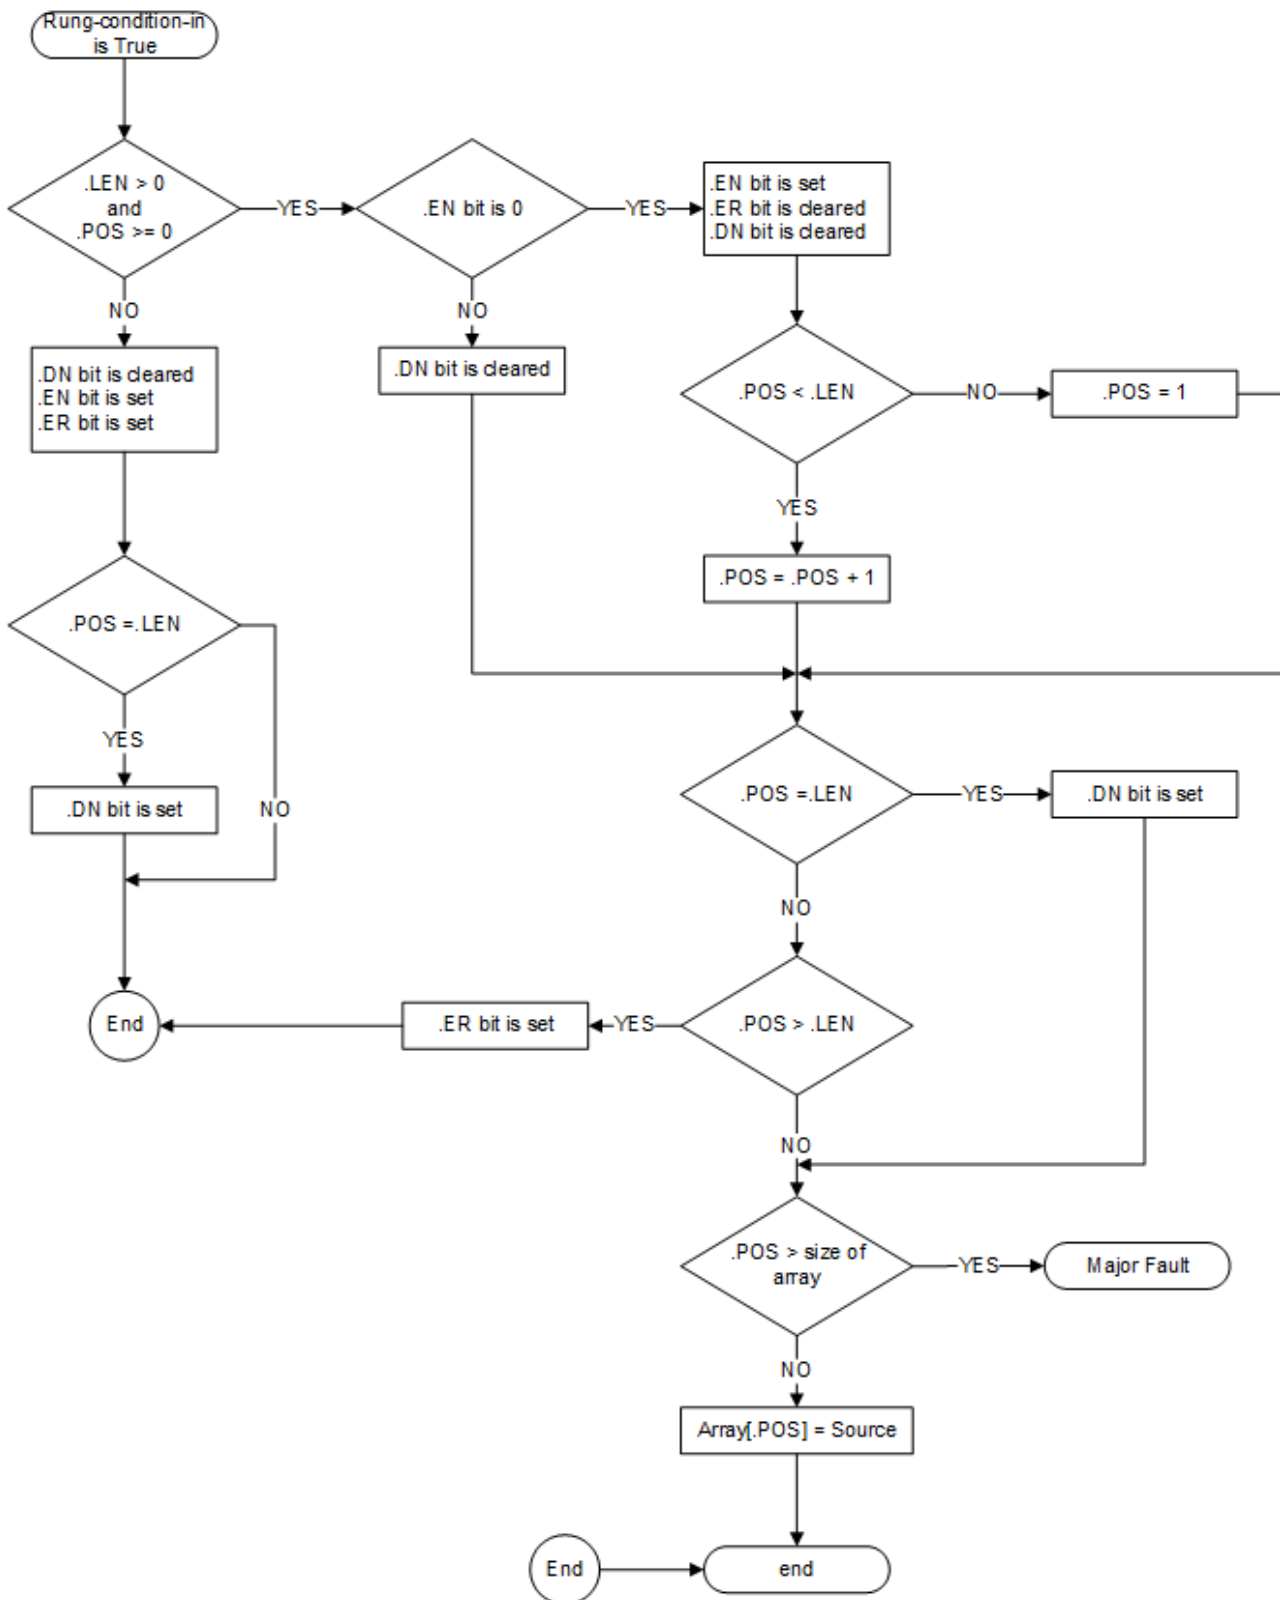 Rung-condition-in
is True
.LEN > 0
and
.POS >= 0
YES
.EN bit is 0
YES
.EN bit is set
.ER bit is cleared
.DN bit is cleared
NO
NO
.DN bit is cleared
.EN bit is set
.ER bit is set
.DN bit is cleared
.POS < .LEN
NO
.POS = 1
YES
.POS = .POS + 1
.POS =.LEN
YES
NO
.DN bit is set
.POS =.LEN
YES
.DN bit is set
NO
.POS > .LEN
YES
.ER bit is set
End
NO
.POS > size of
array
YES
Major Fault
NO
Array[.POS] = Source
End
end